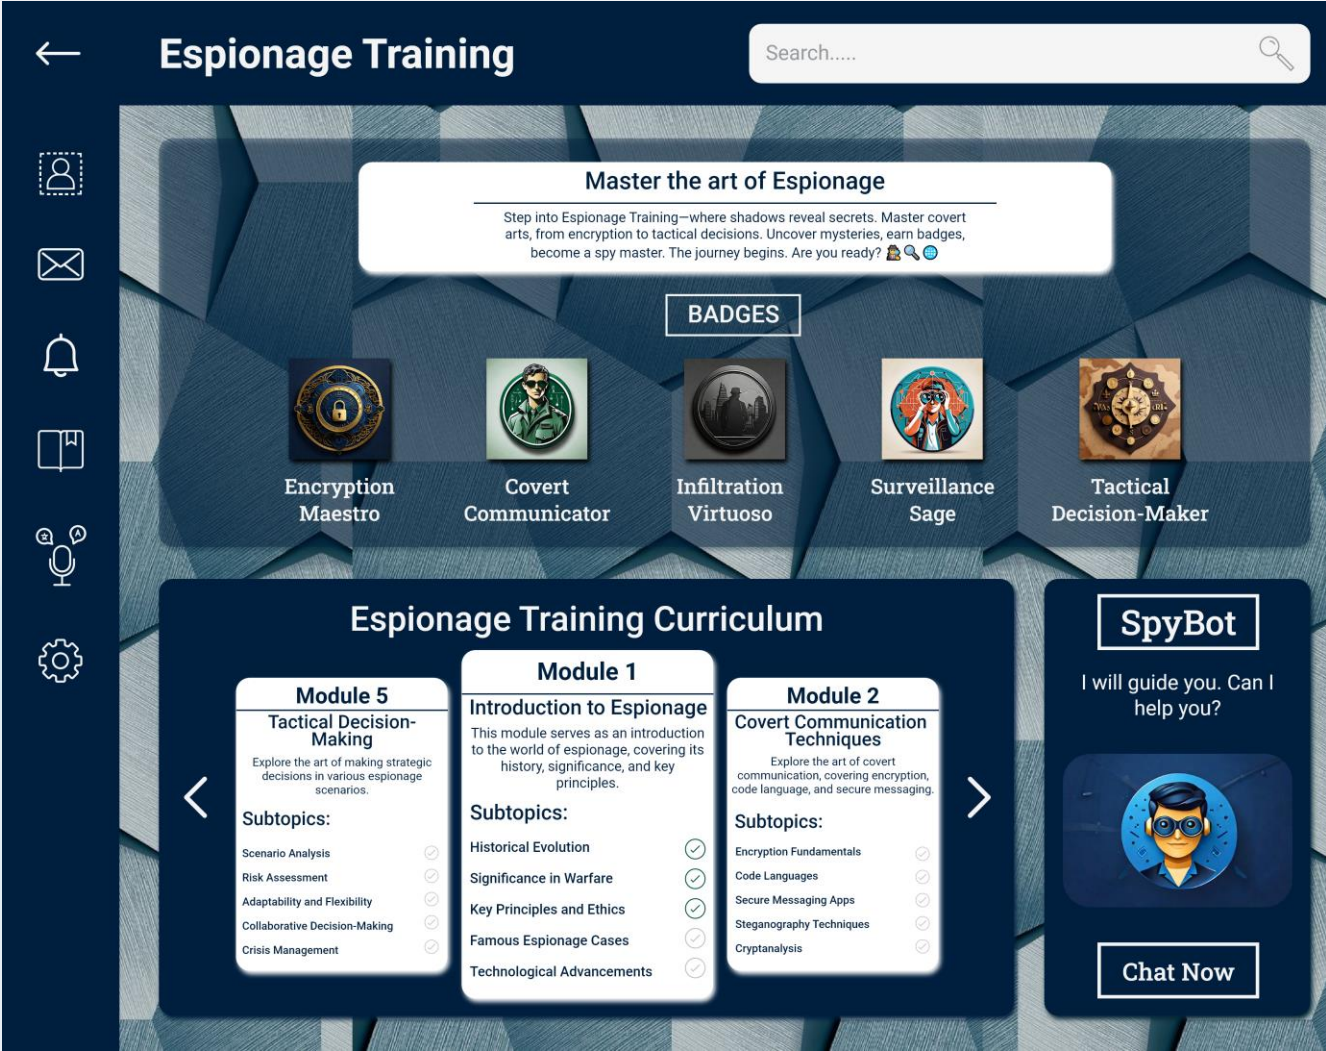 Espionage Training
Search.....
Master the art of Espionage
Step into Espionage Training—where shadows reveal secrets. Master covert
arts, from encryption to tactical decisions. Uncover mysteries, earn badges,
become a spy master. The journey begins. Are you ready? 🕵️🔍🌐
BADGES
Encryption
Maestro
Covert
Communicator
Infiltration
Virtuoso
Surveillance
Sage
Tactical
Decision-Maker
Espionage Training Curriculum
Module 5
Tactical Decision-
Making
Explore the art of making strategic
decisions in various espionage
scenarios.
Subtopics:
Scenario Analysis
Risk Assessment
Adaptability and Flexibility
Collaborative Decision-Making
Crisis Management
Module 1
Introduction to Espionage
This module serves as an introduction
to the world of espionage, covering its
history, significance, and key
principles.
Subtopics:
Historical Evolution
Significance in Warfare
Key Principles and Ethics
Famous Espionage Cases
Technological Advancements
Module 2
Covert Communication
Techniques
Explore the art of covert
communication, covering encryption,
code language, and secure messaging.
Subtopics:
Encryption Fundamentals
Code Languages
Secure Messaging Apps
Steganography Techniques
Cryptanalysis
SpyBot
I will guide you. Can I
help you?
Chat Now